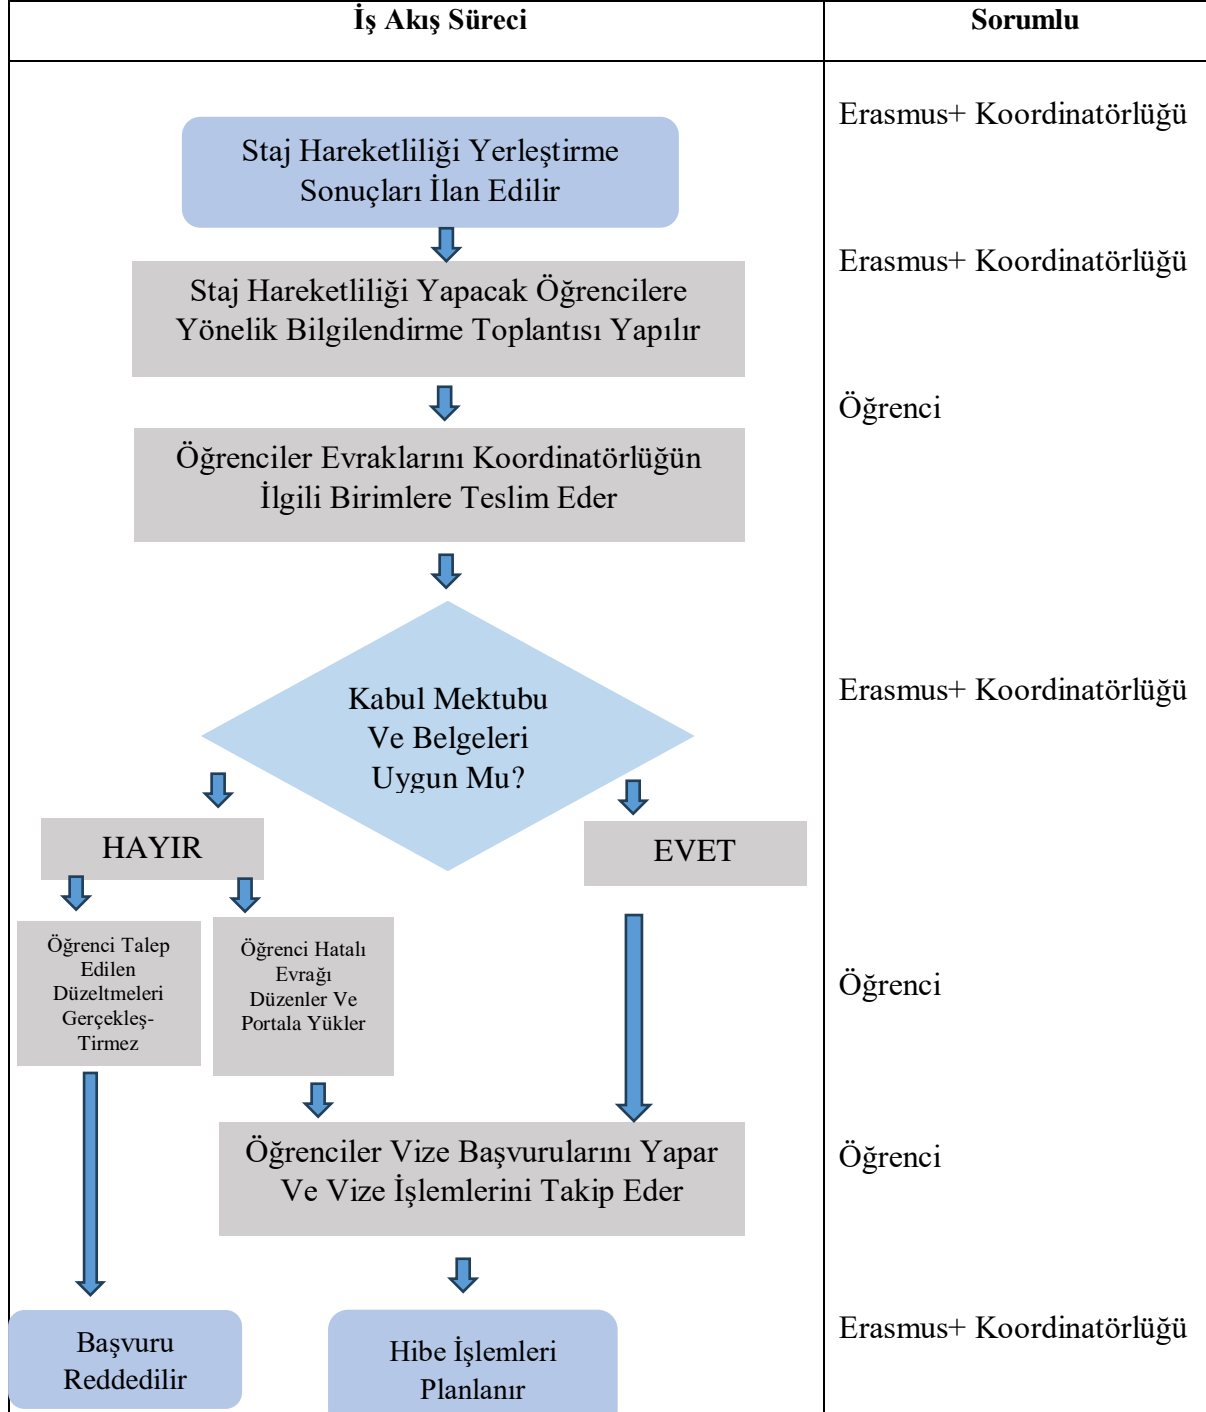 İş Akış Süreci
Sorumlu
Staj Hareketliliği Yerleştirme
Sonuçları İlan Edilir
Erasmus+ Koordinatörlüğü
Staj Hareketliliği Yapacak Öğrencilere
Yönelik Bilgilendirme Toplantısı Yapılır
Erasmus+ Koordinatörlüğü
Öğrenciler Evraklarını Koordinatörlüğün
İlgili Birimlere Teslim Eder
Öğrenci
Kabul Mektubu
Ve Belgeleri
Uygun Mu?
Erasmus+ Koordinatörlüğü
HAYIR
EVET
Öğrenci Talep
Edilen
Düzeltmeleri
Gerçekleş-
Tirmez
Öğrenci Hatalı
Evrağı
Düzenler Ve
Portala Yükler
Öğrenci
Öğrenciler Vize Başvurularını Yapar
Ve Vize İşlemlerini Takip Eder
Öğrenci
Başvuru
Reddedilir
Hibe İşlemleri
Planlanır
Erasmus+ Koordinatörlüğü